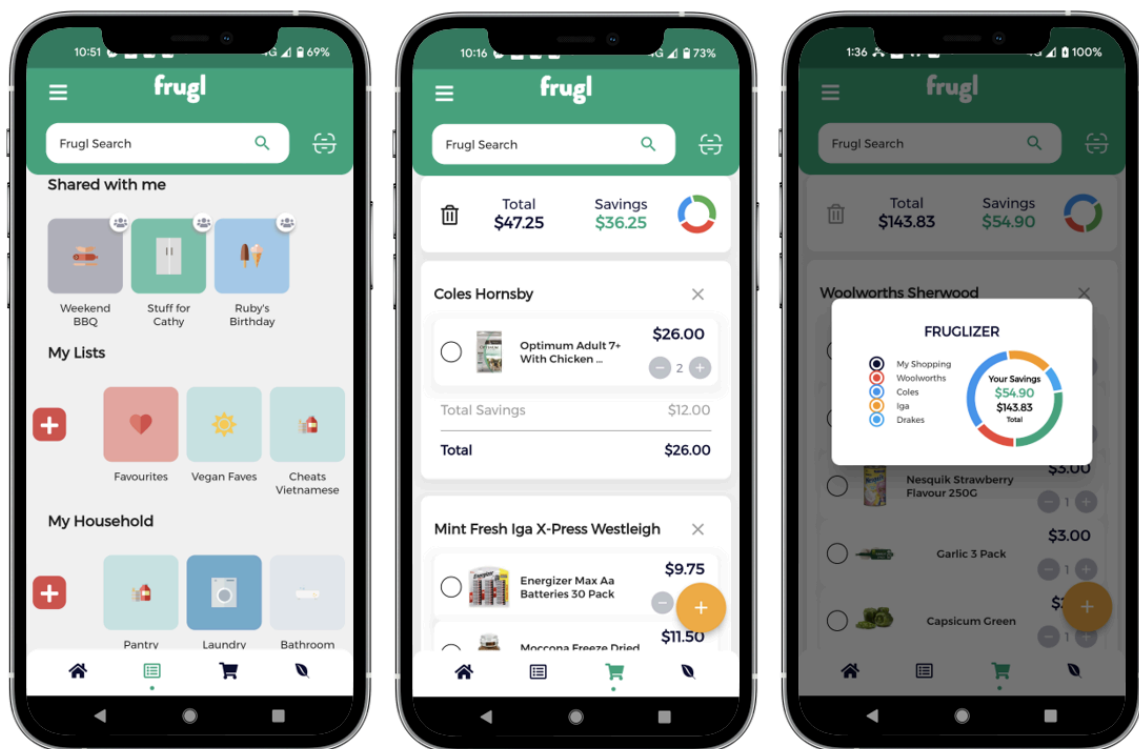 10:51
4G 69%
frugl
Frugl Search
Shared with me
Weekend
BBQ
Stuff for
Cathy
Ruby's
Birthday
My Lists
Favourites
Vegan Faves
Cheats
Vietnamese
My Household
Pantry
Laundry
Bathroom
10:16
4G 73%
frugl
Frugl Search
Total
$47.25
Savings
$36.25
Coles Hornsby
$26.00
Optimum Adult 7+
With Chicken ...
2
Total Savings
$12.00
Total
$26.00
Mint Fresh Iga X-Press Westleigh
$9.75
Energizer Max Aa
Batteries 30 Pack
$11.50
Moccona Freeze Dried
1:36
4G 100%
frugl
Frugl Search
Total
$143.83
Savings
$54.90
Woolworths Sherwood
FRUGLIZER
My Shopping
Woolworths
Coles
Iga
Drakes
Your Savings
$54.90
$143.83
Total
$3.00
Nesquik Strawberry
Flavour 250G
1
$3.00
Garlic 3 Pack
1
Capsicum Green
1